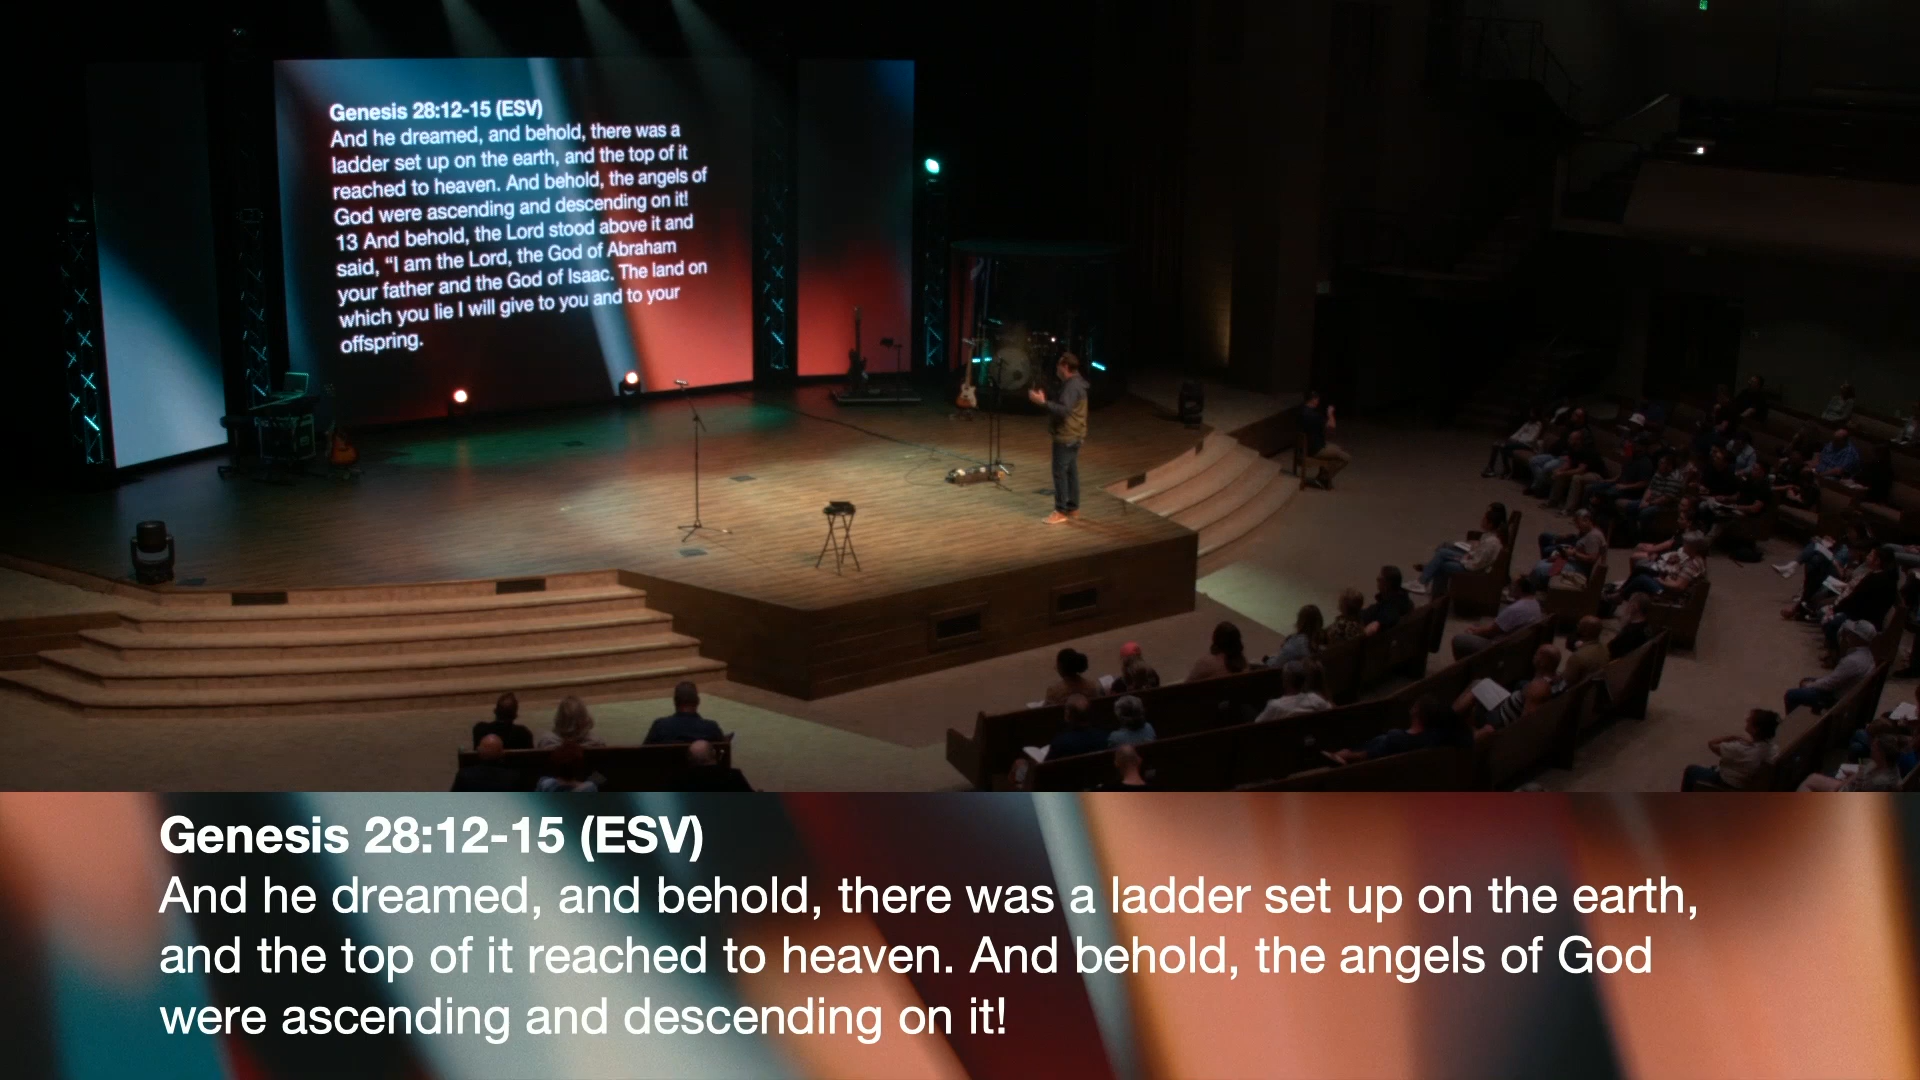 Genesis 28:12-15 (ESV)
And he dreamed, and behold, there was a
ladder set up on the earth, and the top of it
reached to heaven. And behold, the angels of
God were ascending and descending on it!
13 And behold, the Lord stood above it and
said, “I am the Lord, the God of Abraham
your father and the God of Isaac. The land on
which you lie I will give to you and to your
offspring.
Genesis 28:12-15 (ESV)
And he dreamed, and behold, there was a ladder set up on the earth,
and the top of it reached to heaven. And behold, the angels of God
were ascending and descending on it!